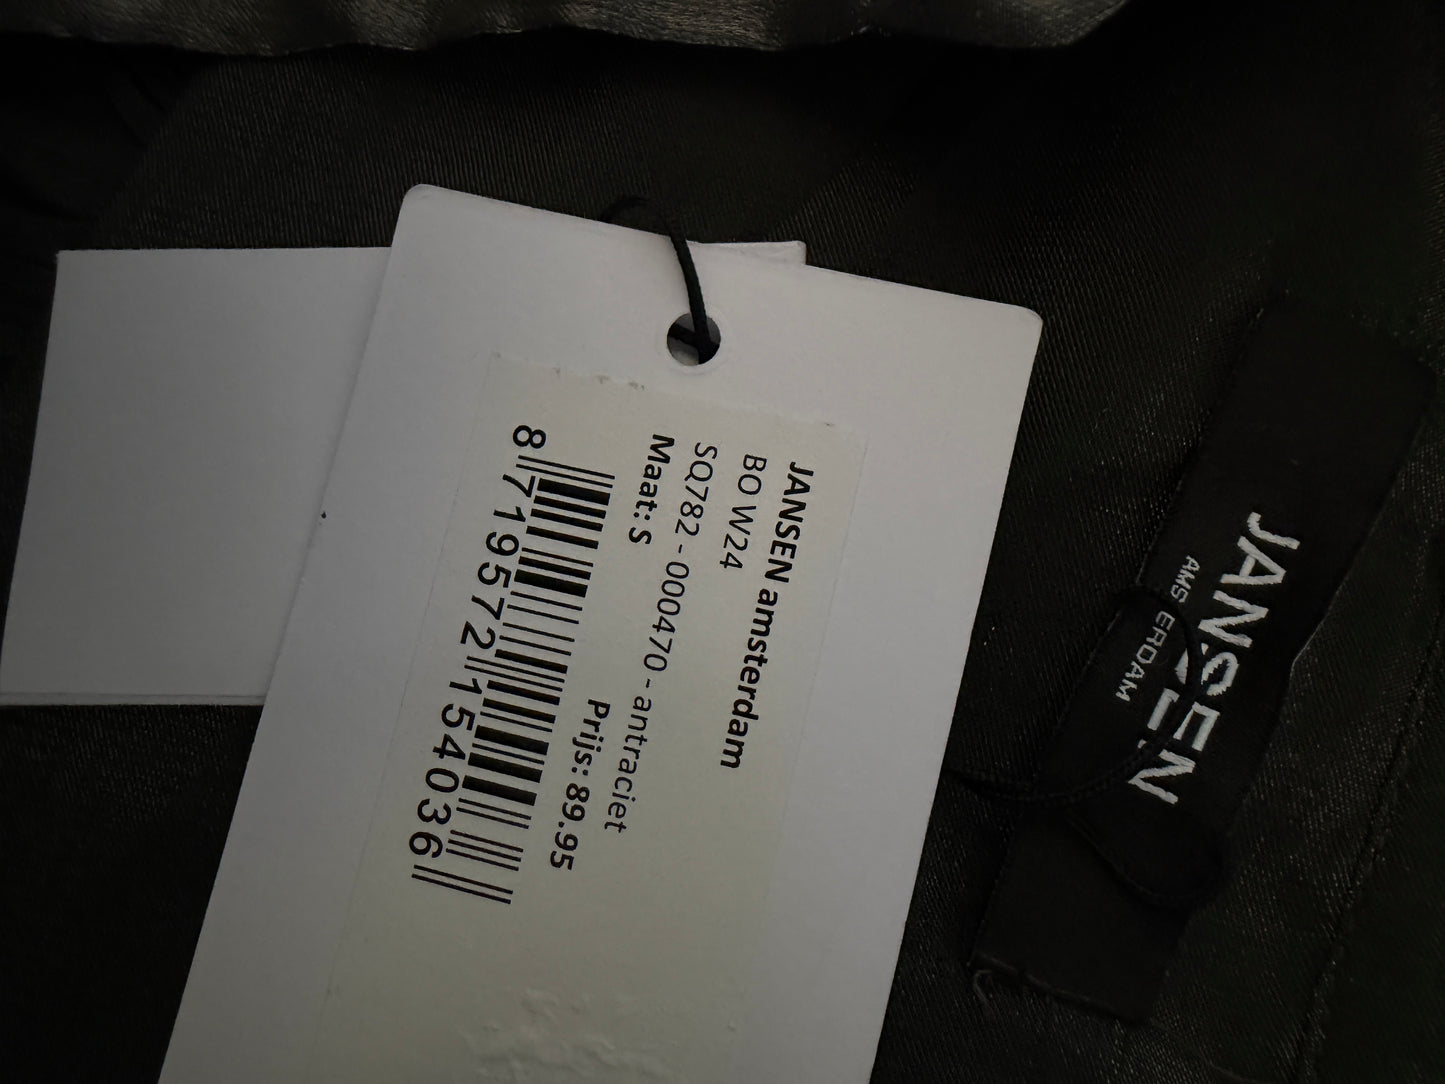 JANSEN amsterdam
BO W24
SQ782 - 000470 - antraciet
Maat: S
Prijs: 89.95
8 719572 154036
JANSEN
AMSTERDAM